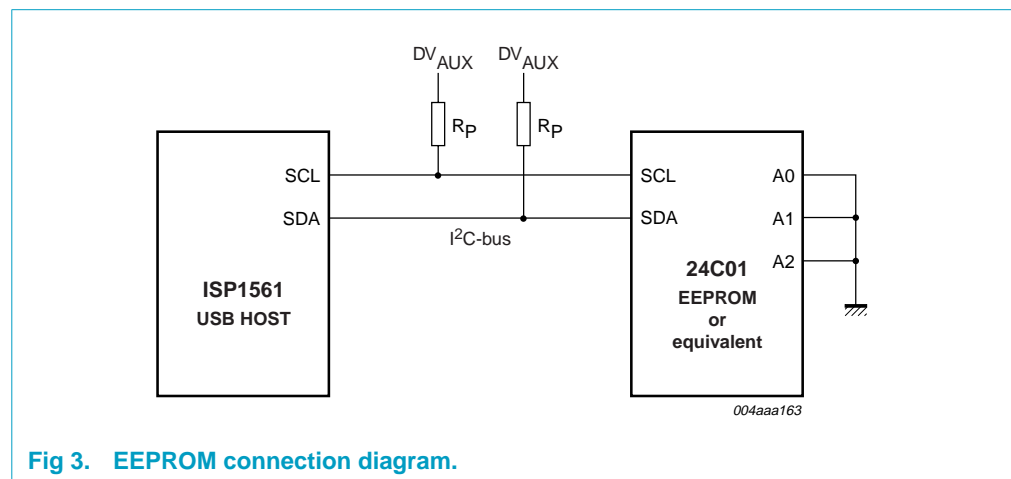 DVAUX DVAUX
RP RP
SCL SCL A0
SDA SDA A1
I2C-bus
A2
ISP1561
USB HOST
24C01
EEPROM
or
equivalent
004aaa163
Fig 3. EEPROM connection diagram.